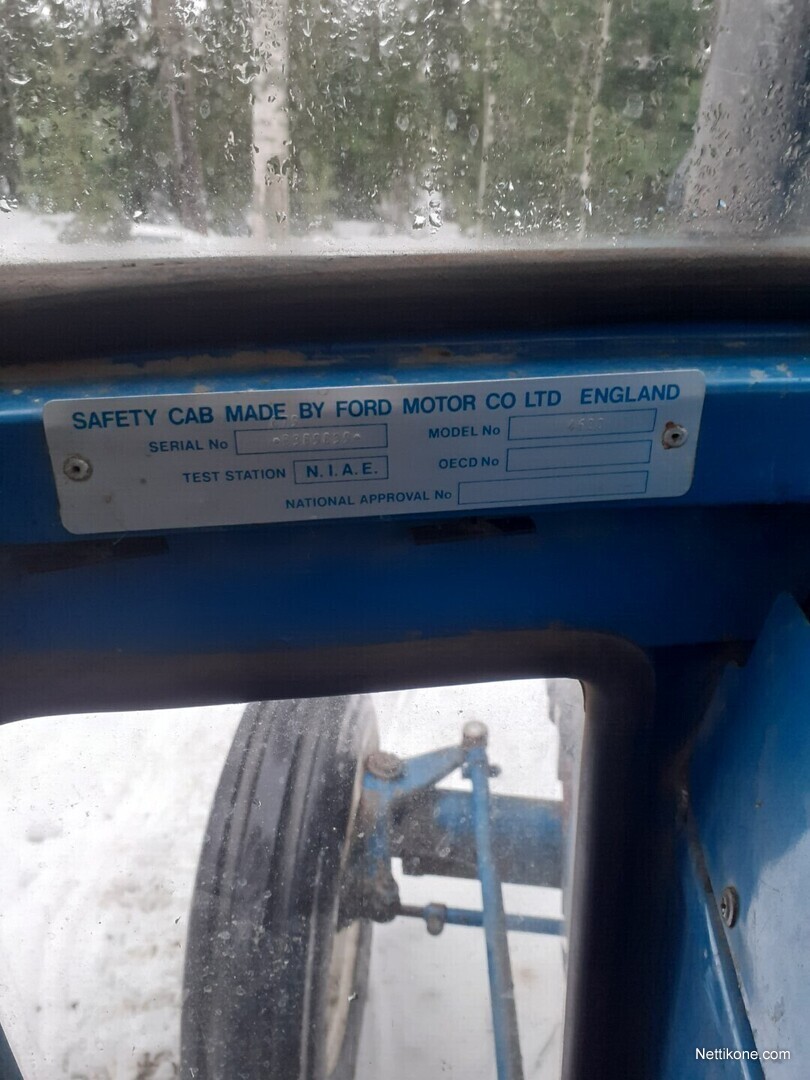 SAFETY CAB MADE BY FORD MOTOR CO LTD ENGLAND
SERIAL No
MODEL No
TEST STATION N.I.A.E.
OECD No
NATIONAL APPROVAL No
Nettikone.com